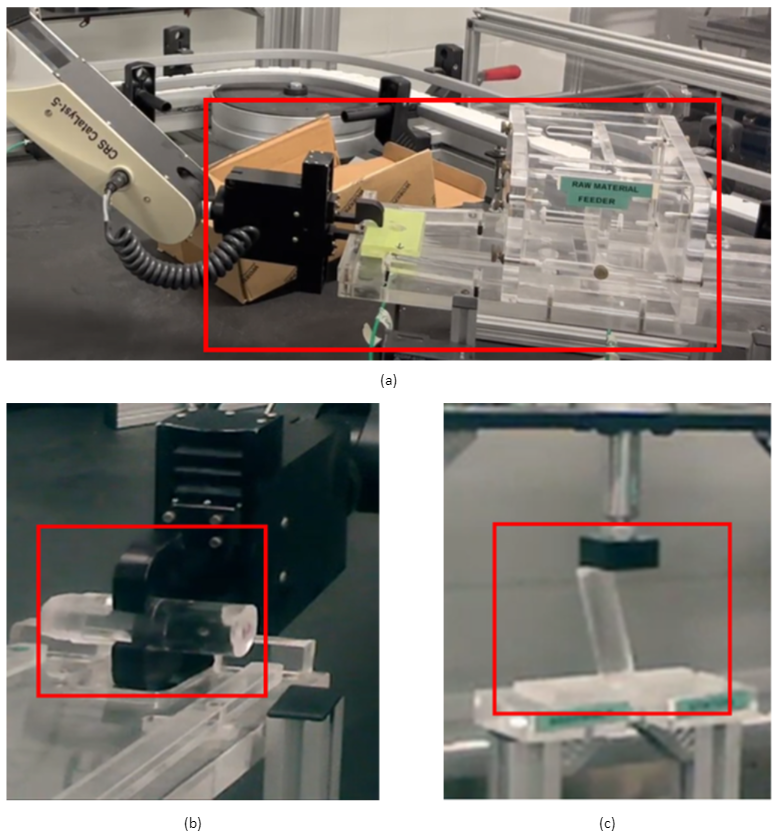 CRS CataLyst-5
RAW MATERIAL
FEEDER
(a)
(b)
(c)